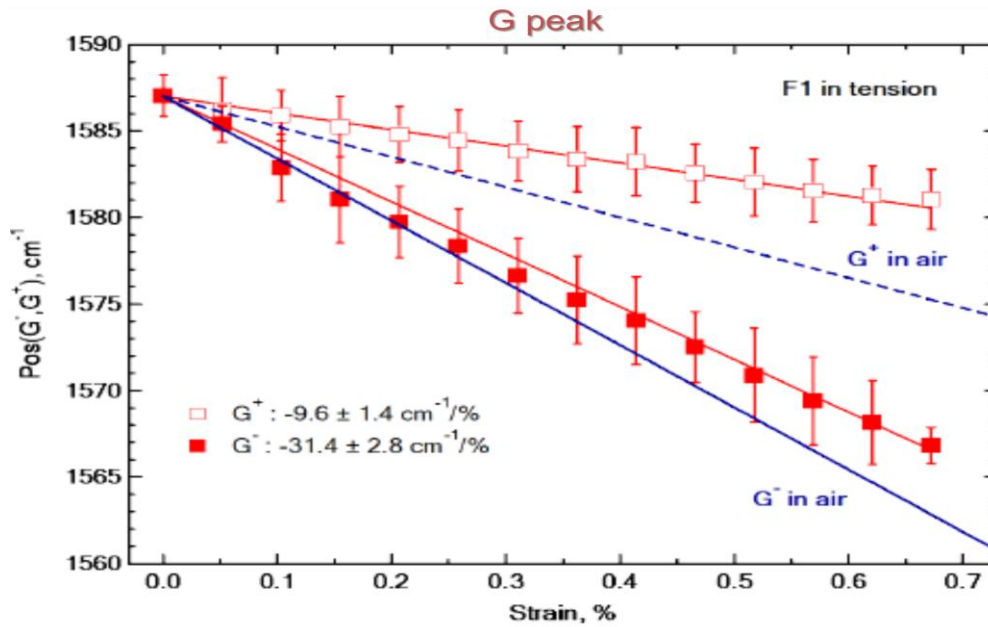 G peak
F1 in tension
G⁺ in air
G⁻ in air
G⁺ : -9.6 ± 1.4 cm⁻¹/%
G⁻ : -31.4 ± 2.8 cm⁻¹/%
Pos(G⁻,G⁺), cm⁻¹
1590
1585
1580
1575
1570
1565
1560
0.0 0.1 0.2 0.3 0.4 0.5 0.6 0.7
Strain, %